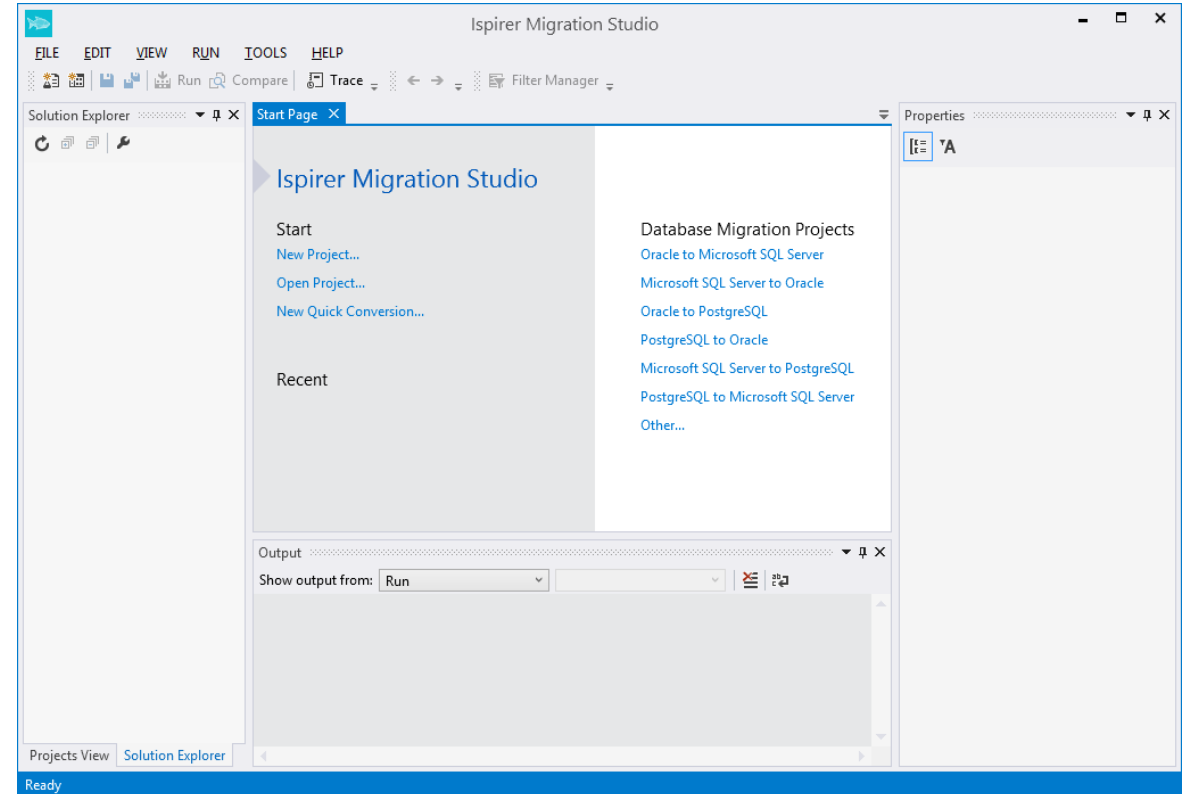 Ispirer Migration Studio
FILE EDIT VIEW RUN TOOLS HELP
Run Compare Trace Filter Manager
Solution Explorer
Start Page
Properties
Ispirer Migration Studio
Start
New Project...
Open Project...
New Quick Conversion...
Recent
Database Migration Projects
Oracle to Microsoft SQL Server
Microsoft SQL Server to Oracle
Oracle to PostgreSQL
PostgreSQL to Oracle
Microsoft SQL Server to PostgreSQL
PostgreSQL to Microsoft SQL Server
Other...
Output
Show output from: Run
Projects View Solution Explorer
Ready